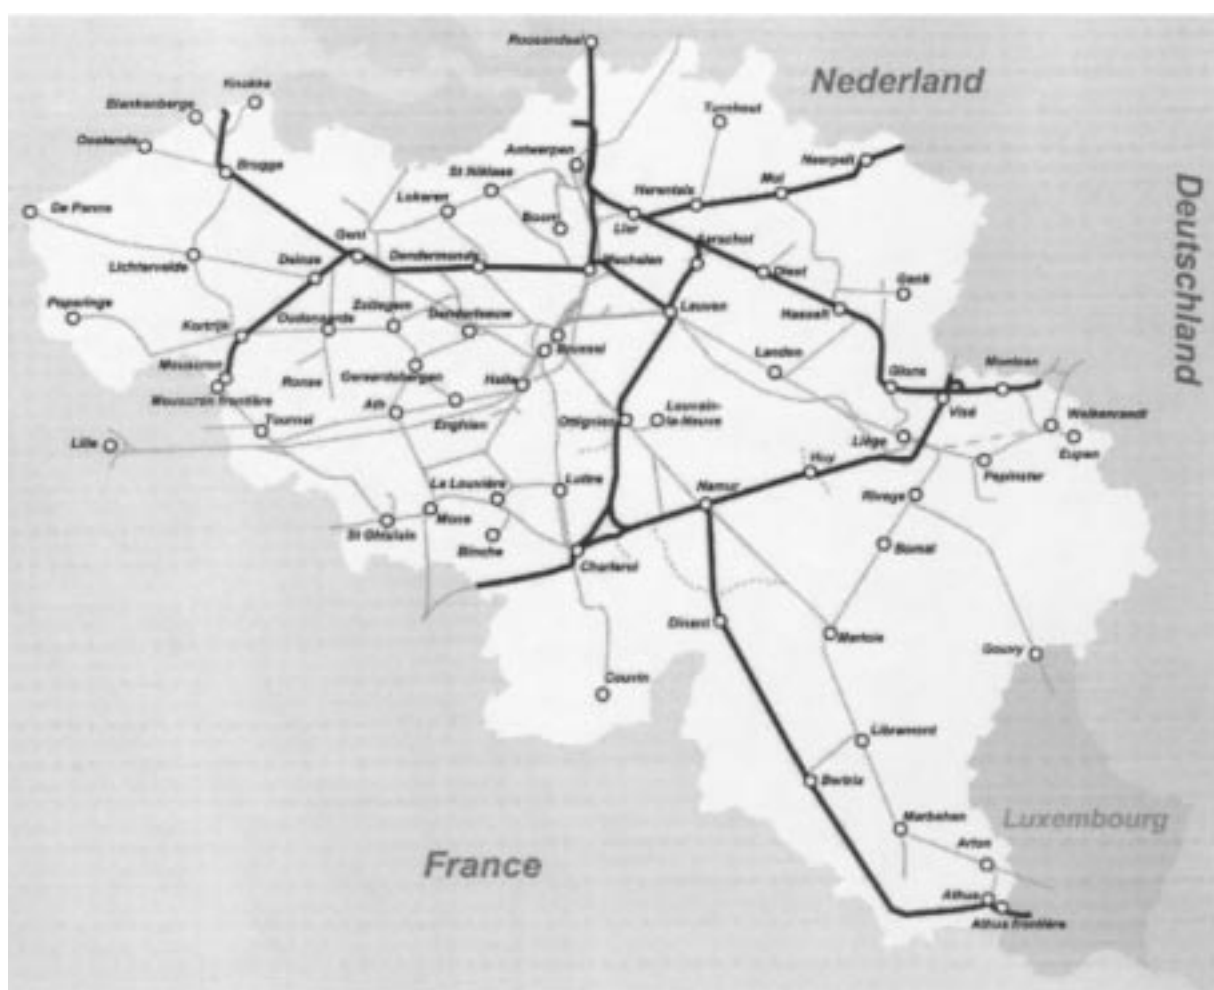 Roosendaal
Nederland
Knokke
Blankenberge
Turnhout
Oostende
Antwerpen
Neerpelt
Brugge
St Niklaas
Mol
Herentals
Lokeren
De Panne
Boom
Lier
Aarschot
Gent
Lichtervelde
Deinze
Dendermonde
Mechelen
Diest
Genk
Deutschland
Poperinge
Zottegem
Leuven
Kortrijk
Oudenaarde
Denderleeuw
Hasselt
Brussel
Landen
Mouscron
Geraardsbergen
Halle
Glons
Montzen
Ronse
Mouscron frontière
Ath
Visé
Tournai
Enghien
Ottignies
Louvain-
la-Neuve
Welkenraedt
Lille
Liège
Eupen
Huy
Pepinster
La Louvière
Luttre
Namur
Rivage
Mons
St Ghislain
Binche
Bomal
Charleroi
Dinant
Marloie
Gouvy
Couvin
Libramont
Bertrix
Marbehan
Luxembourg
Arlon
France
Athus
Athus frontière